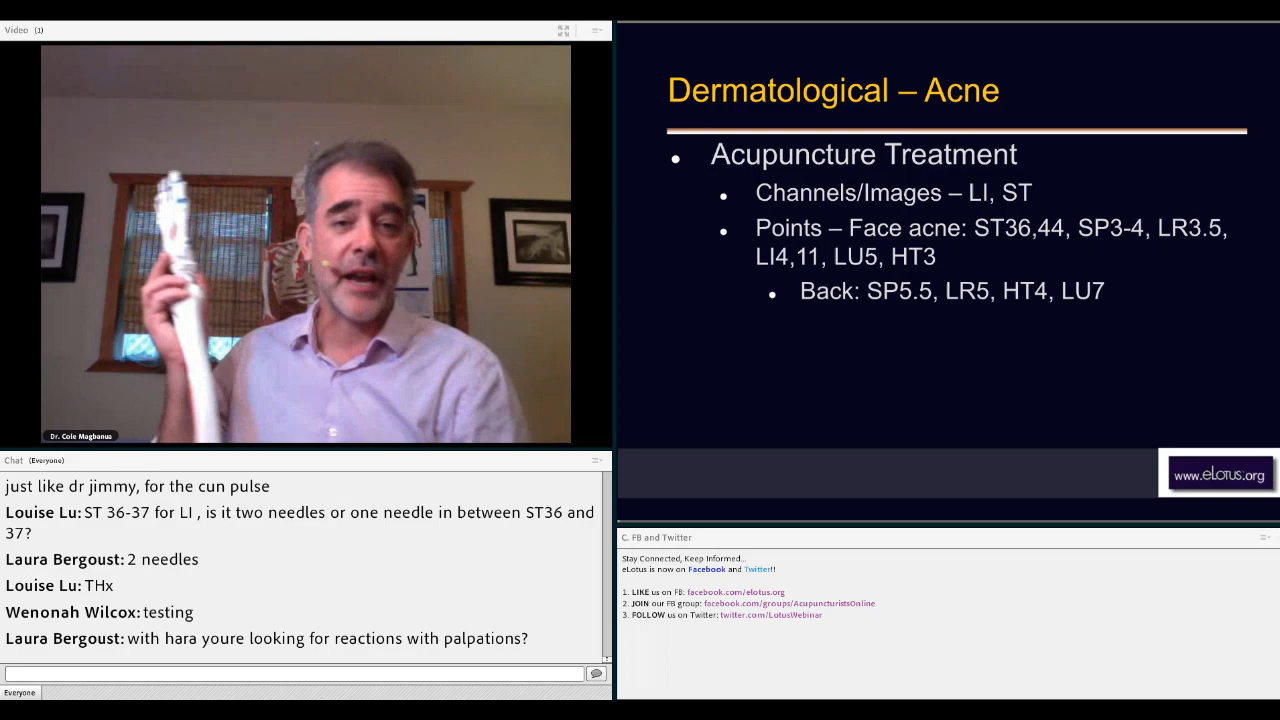 Video (1)
Dr. Cole Magbanua
Chat (Everyone)
just like dr jimmy, for the cun pulse
Louise Lu: ST 36-37 for LI , is it two needles or one needle in between ST36 and
37?
Laura Bergoust: 2 needles
Louise Lu: THx
Wenonah Wilcox: testing
Laura Bergoust: with hara youre looking for reactions with palpations?
Everyone
Dermatological – Acne
Acupuncture Treatment
Channels/Images – LI, ST
Points – Face acne: ST36,44, SP3-4, LR3.5,
LI4,11, LU5, HT3
Back: SP5.5, LR5, HT4, LU7
www.eLotus.org
C. FB and Twitter
Stay Connected, Keep Informed...
eLotus is now on Facebook and Twitter!!
1. LIKE us on FB: facebook.com/elotus.org
2. JOIN our FB group: facebook.com/groups/AcupuncturistsOnline
3. FOLLOW us on Twitter: twitter.com/LotusWebinar